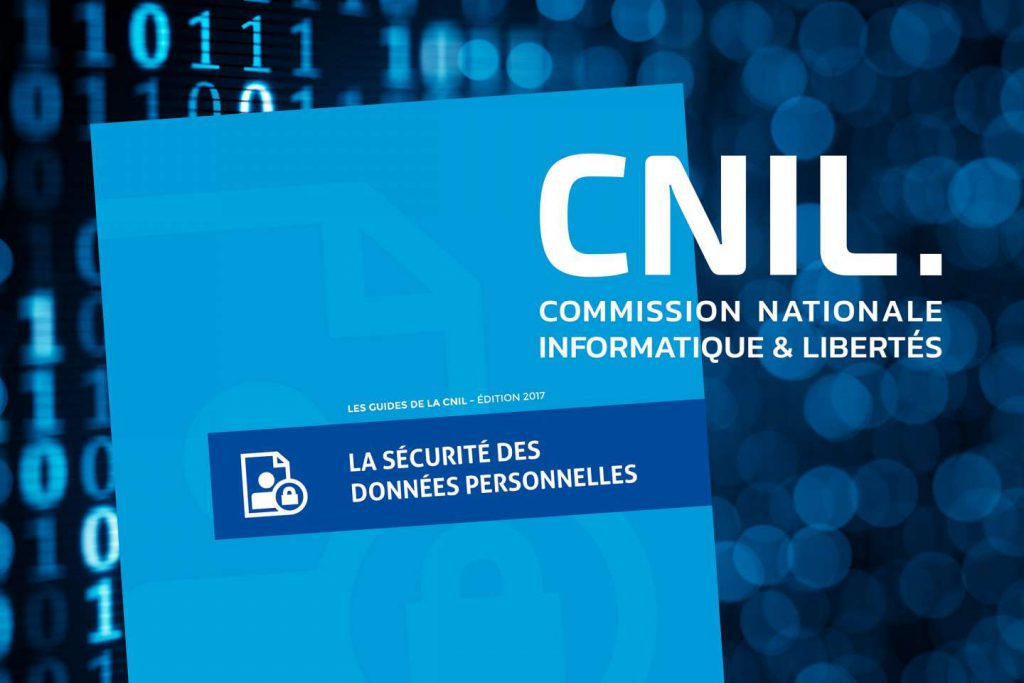 CNIL.
COMMISSION NATIONALE
INFORMATIQUE & LIBERTÉS
LES GUIDES DE LA CNIL - ÉDITION 2017
LA SÉCURITÉ DES
DONNÉES PERSONNELLES